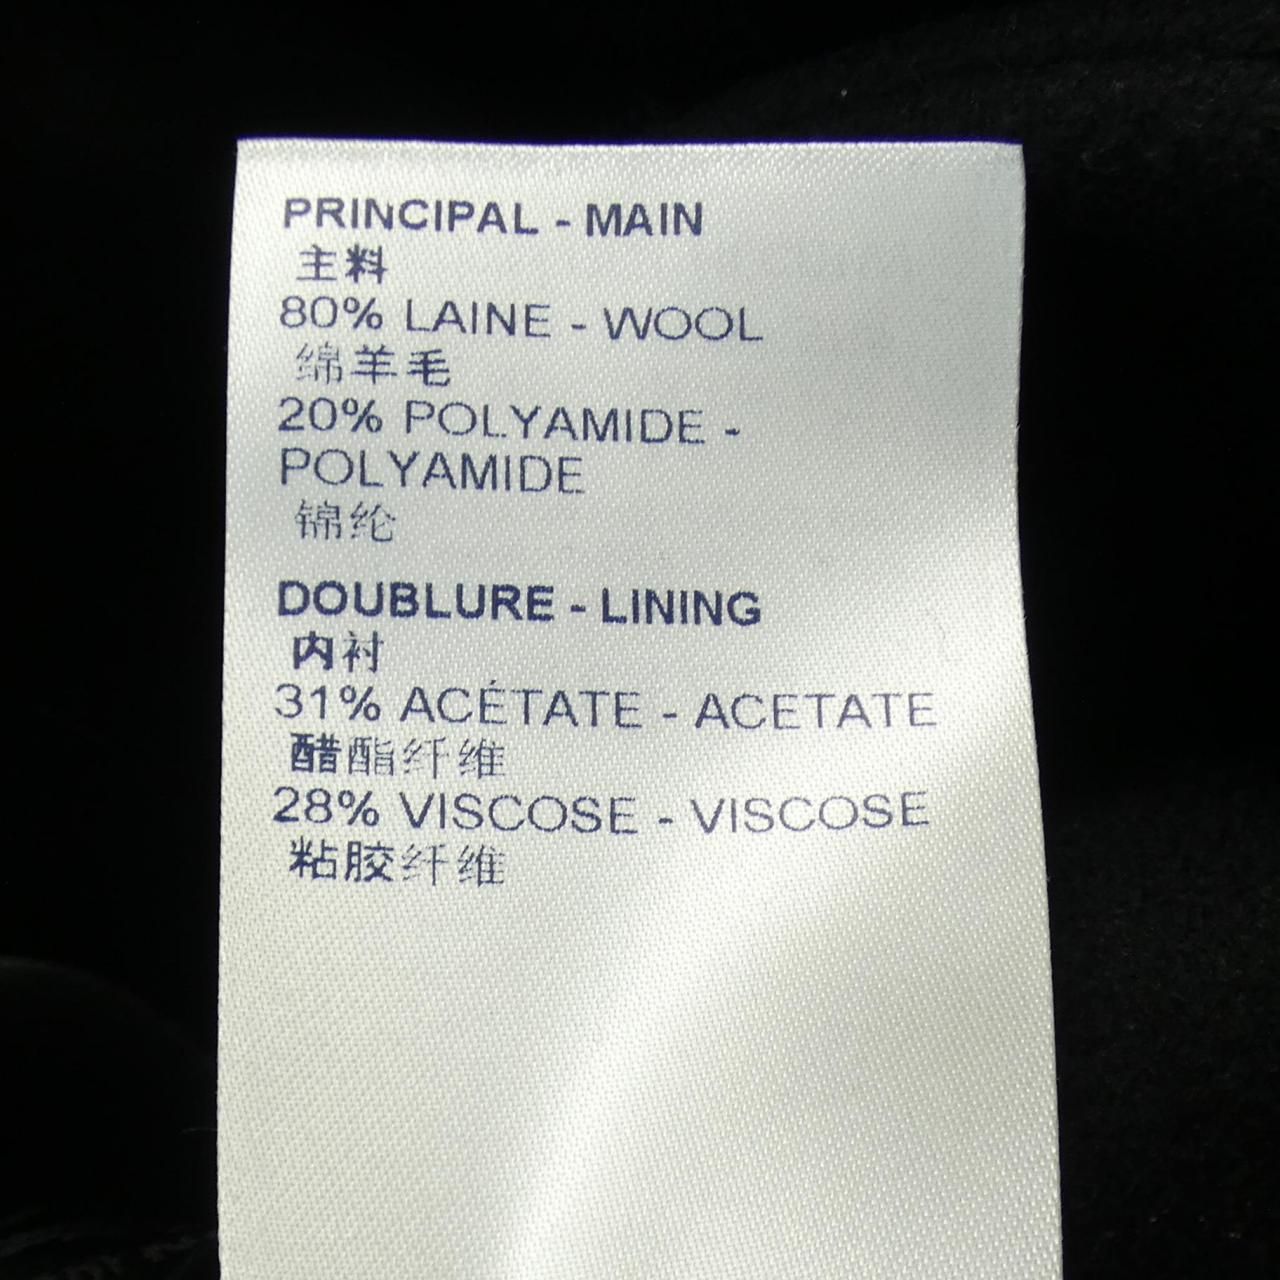 PRINCIPAL - MAIN
主料
80% LAINE - WOOL
绵羊毛
20% POLYAMIDE -
POLYAMIDE
锦纶
DOUBLURE - LINING
内衬
31% ACÉTATE - ACETATE
醋酯纤维
28% VISCOSE - VISCOSE
粘胶纤维